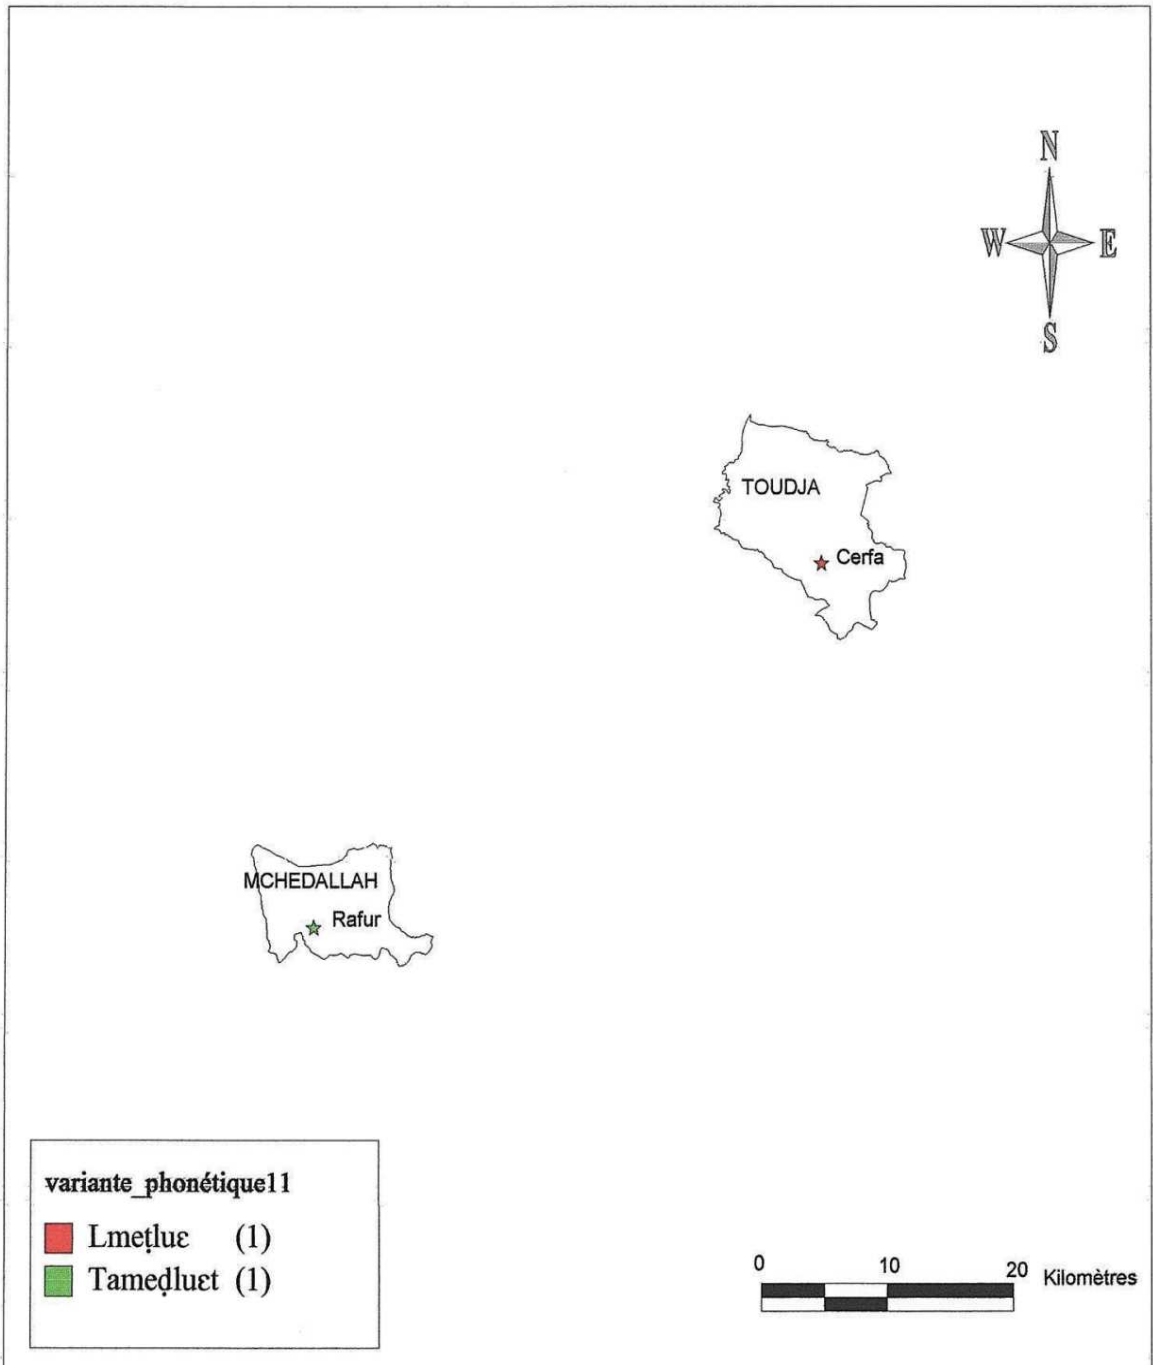 N
W E
S
TOUDJA
Cerfa
MCHEDALLAH
Rafur
variante_phonétique11
Lmeṭluɛ (1)
Tameḍluɛt (1)
0 10 20 Kilomètres